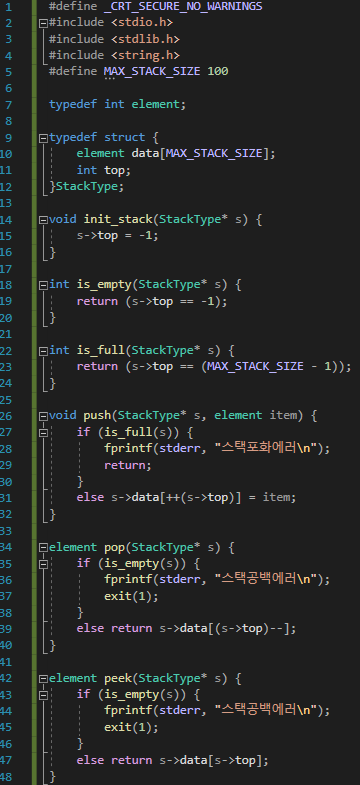 1 #define _CRT_SECURE_NO_WARNINGS
2 #include <stdio.h>
3 #include <stdlib.h>
4 #include <string.h>
5 #define MAX_STACK_SIZE 100
6
7 typedef int element;
8
9 typedef struct {
10     element data[MAX_STACK_SIZE];
11     int top;
12 }StackType;
13
14 void init_stack(StackType* s) {
15     s->top = -1;
16 }
17
18 int is_empty(StackType* s) {
19     return (s->top == -1);
20 }
21
22 int is_full(StackType* s) {
23     return (s->top == (MAX_STACK_SIZE - 1));
24 }
25
26 void push(StackType* s, element item) {
27     if (is_full(s)) {
28         fprintf(stderr, "스택포화에러\n");
29         return;
30     }
31     else s->data[++(s->top)] = item;
32 }
33
34 element pop(StackType* s) {
35     if (is_empty(s)) {
36         fprintf(stderr, "스택공백에러\n");
37         exit(1);
38     }
39     else return s->data[(s->top)--];
40 }
41
42 element peek(StackType* s) {
43     if (is_empty(s)) {
44         fprintf(stderr, "스택공백에러\n");
45         exit(1);
46     }
47     else return s->data[s->top];
48 }